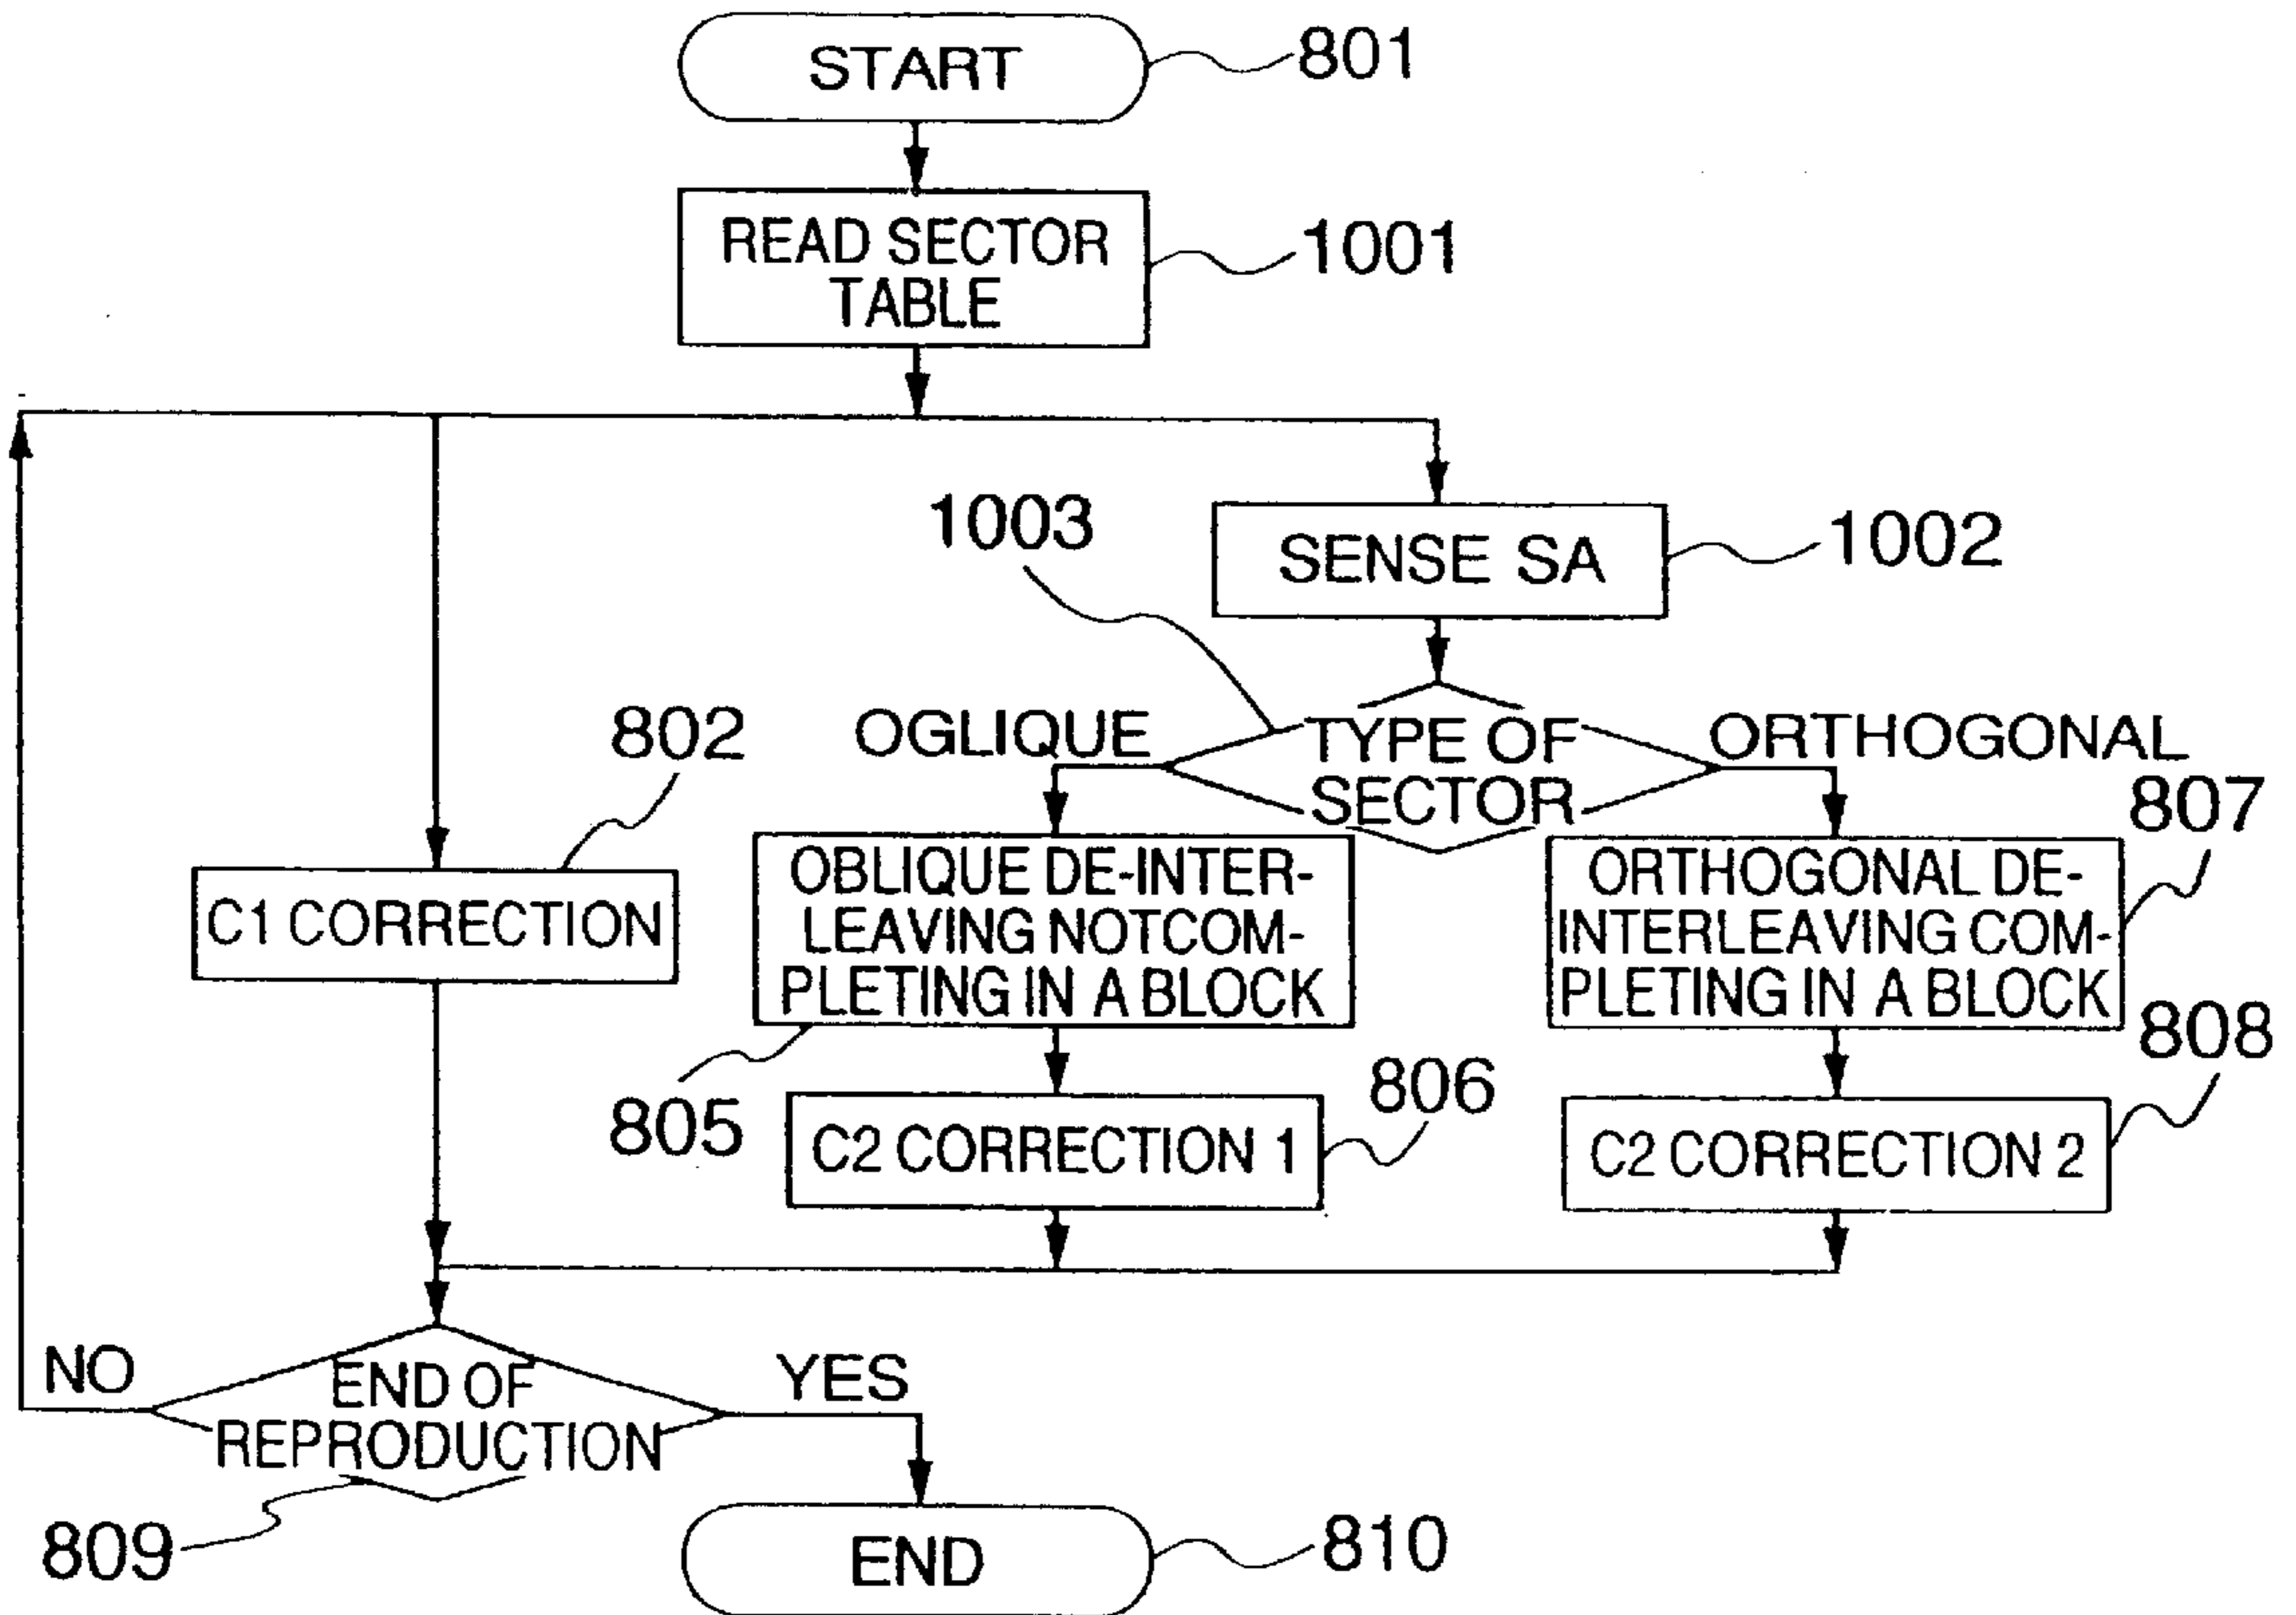 START
801
READ SECTOR
TABLE
1001
1003
SENSE SA
1002
802
OGLIQUE
TYPE OF
SECTOR
ORTHOGONAL
807
C1 CORRECTION
OBLIQUE DE-INTER-
LEAVING NOTCOM-
PLETING IN A BLOCK
ORTHOGONAL DE-
INTERLEAVING COM-
PLETING IN A BLOCK
805
806
808
C2 CORRECTION 1
C2 CORRECTION 2
NO
END OF
REPRODUCTION
YES
809
END
810